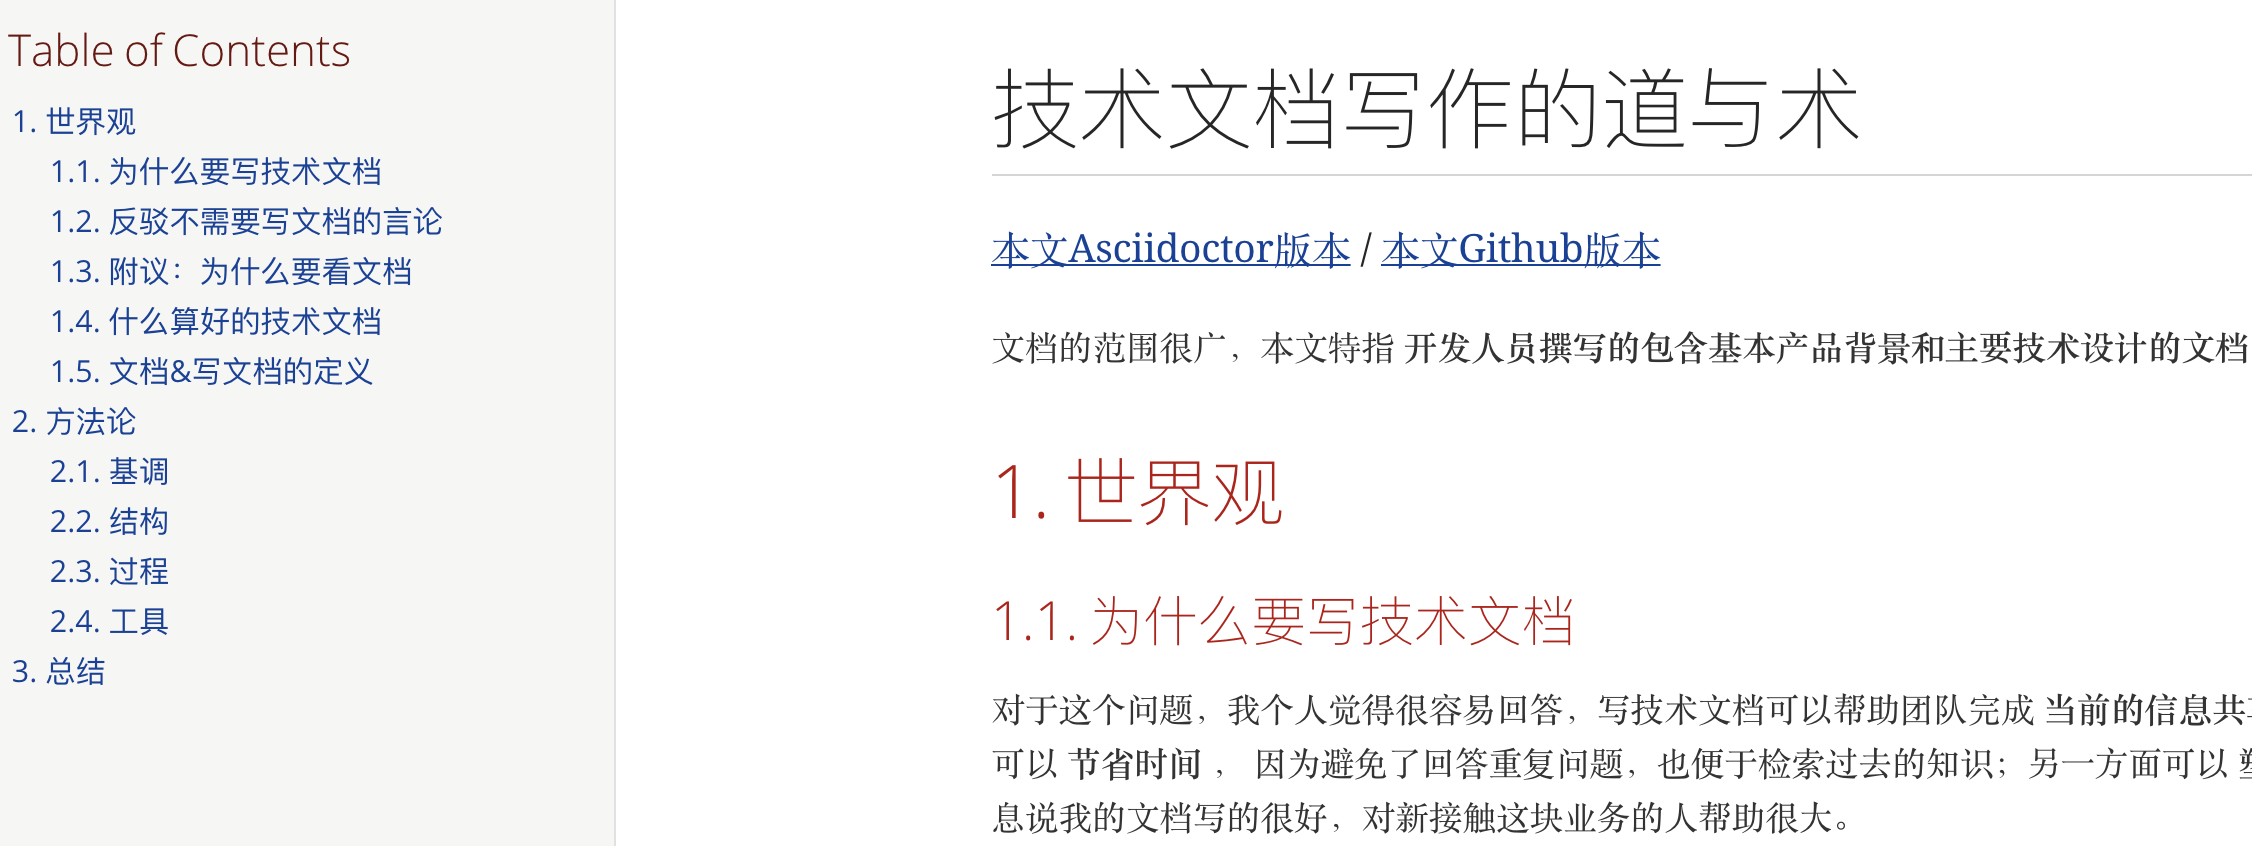 Table of Contents
1. 世界观
1.1. 为什么要写技术文档
1.2. 反驳不需要写文档的言论
1.3. 附议：为什么要看文档
1.4. 什么算好的技术文档
1.5. 文档&写文档的定义
2. 方法论
2.1. 基调
2.2. 结构
2.3. 过程
2.4. 工具
3. 总结
技术文档写作的道与术
本文Asciidoctor版本 / 本文Github版本
文档的范围很广，本文特指 开发人员撰写的包含基本产品背景和主要技术设计的文档
1. 世界观
1.1. 为什么要写技术文档
对于这个问题，我个人觉得很容易回答，写技术文档可以帮助团队完成 当前的信息共
可以 节省时间 ， 因为避免了回答重复问题，也便于检索过去的知识；另一方面可以
息说我的文档写的很好，对新接触这块业务的人帮助很大。